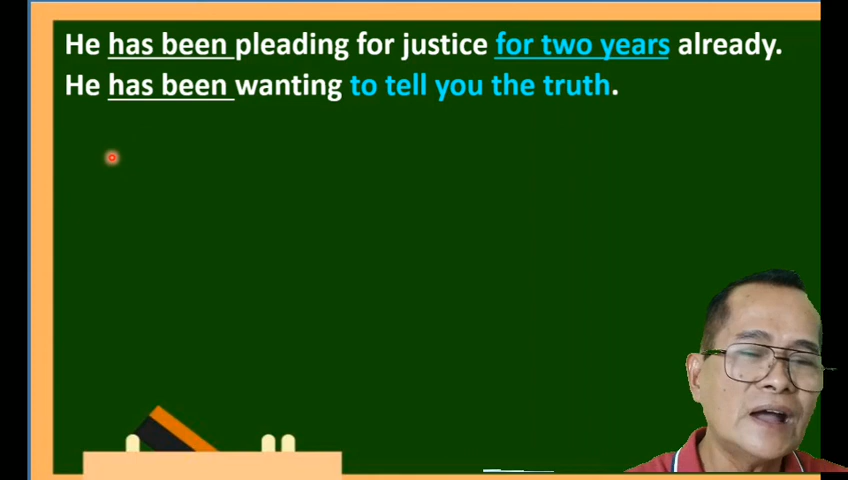 He has been pleading for justice for two years already.
He has been wanting to tell you the truth.